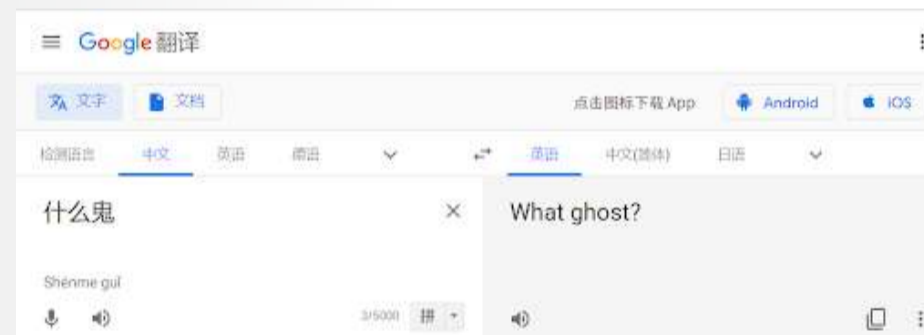 Google 翻译
文字 文档 点击图标下载 App Android iOS
检测语言 中文 英语 德语 英语 中文(简体) 日语
什么鬼 What ghost?
Shénme guǐ
3/5000 拼